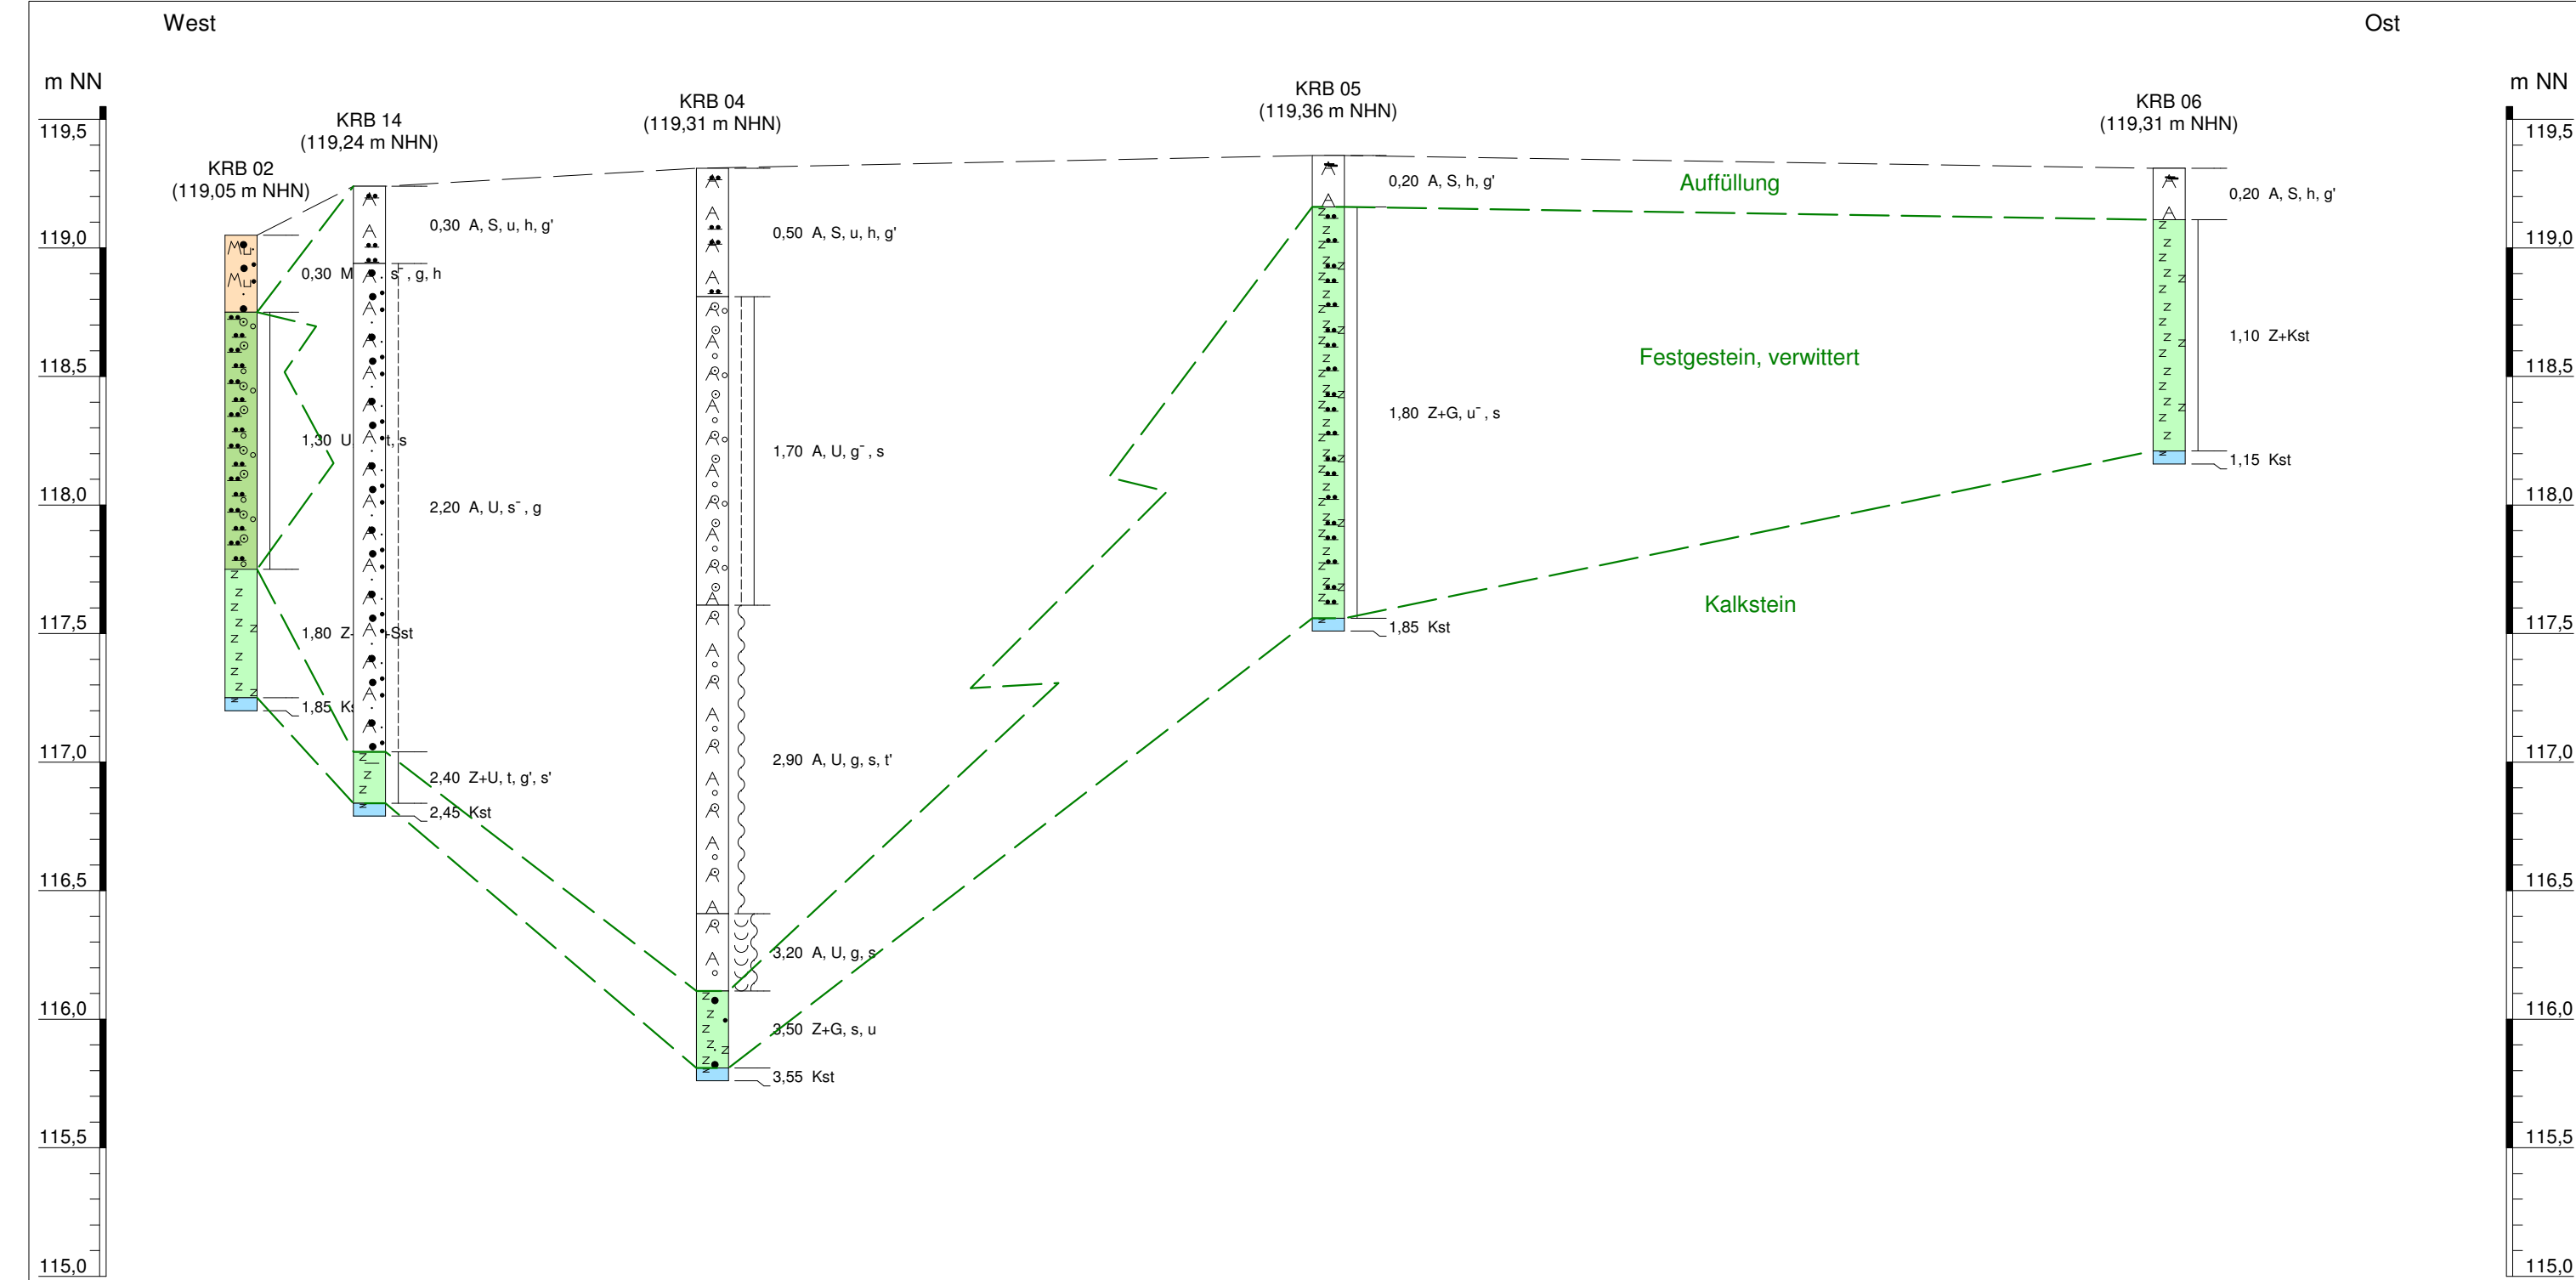 West
Ost
m NN
m NN
KRB 02
(119,05 m NHN)
KRB 14
(119,24 m NHN)
KRB 04
(119,31 m NHN)
KRB 05
(119,36 m NHN)
KRB 06
(119,31 m NHN)
119,5
119,0
118,5
118,0
117,5
117,0
116,5
116,0
115,5
115,0
0,30 M s¯, g, h
1,30 U t, s
1,80 Z+ +Sst
1,85
0,30 A, S, u, h, g'
2,20 A, U, s¯, g
2,40 Z+U, t, g', s'
2,45 Kst
0,50 A, S, u, h, g'
1,70 A, U, g¯, s
2,90 A, U, g, s, t'
3,20 A, U, g, s
3,50 Z+G, s, u
3,55 Kst
0,20 A, S, h, g'
1,80 Z+G, u¯, s
1,85 Kst
Auffüllung
Festgestein, verwittert
Kalkstein
0,20 A, S, h, g'
1,10 Z+Kst
1,15 Kst
119,5
119,0
118,5
118,0
117,5
117,0
116,5
116,0
115,5
115,0